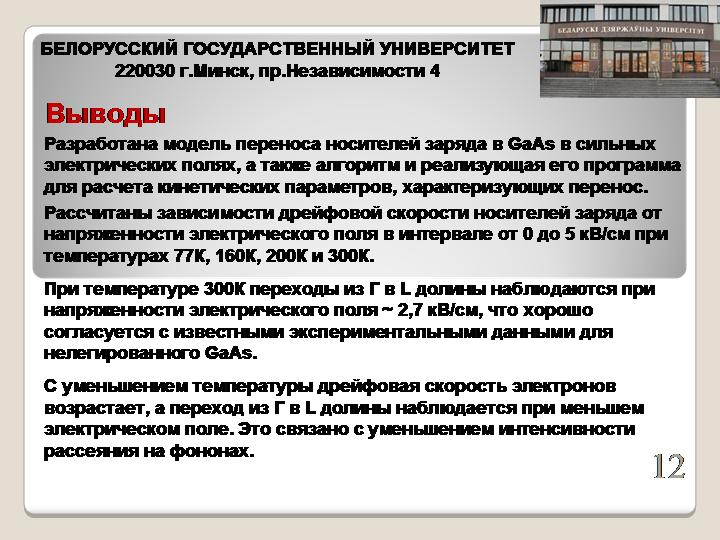 БЕЛАРУСКІ ДЗЯРЖАЎНЫ ЎНІВЕРСІТЭТ
БЕЛОРУССКИЙ ГОСУДАРСТВЕННЫЙ УНИВЕРСИТЕТ
220030 г.Минск, пр.Независимости 4
Выводы
Разработана модель переноса носителей заряда в GaAs в сильных
электрических полях, а также алгоритм и реализующая его программа
для расчета кинетических параметров, характеризующих перенос.
Рассчитаны зависимости дрейфовой скорости носителей заряда от
напряженности электрического поля в интервале от 0 до 5 кВ/см при
температурах 77К, 160К, 200К и 300К.
При температуре 300К переходы из Г в L долины наблюдаются при
напряженности электрического поля ~ 2,7 кВ/см, что хорошо
согласуется с известными экспериментальными данными для
нелегированного GaAs.
С уменьшением температуры дрейфовая скорость электронов
возрастает, а переход из Г в L долины наблюдается при меньшем
электрическом поле. Это связано с уменьшением интенсивности
рассеяния на фононах.
12